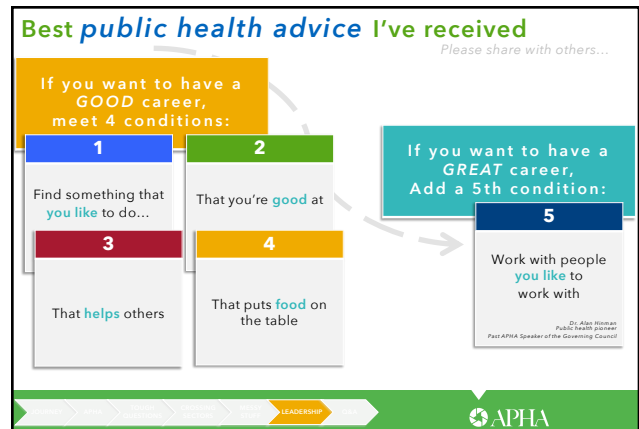 Best public health advice I've received
Please share with others...
If you want to have a
GOOD career,
meet 4 conditions:
1
Find something that
you like to do...
2
That you're good at
3
That helps others
4
That puts food on
the table
If you want to have a
GREAT career,
Add a 5th condition:
5
Work with people
you like to
work with
Dr. Alan Hinman
Public health pioneer
Past APHA Speaker of the Governing Council
LEADERSHIP
APHA